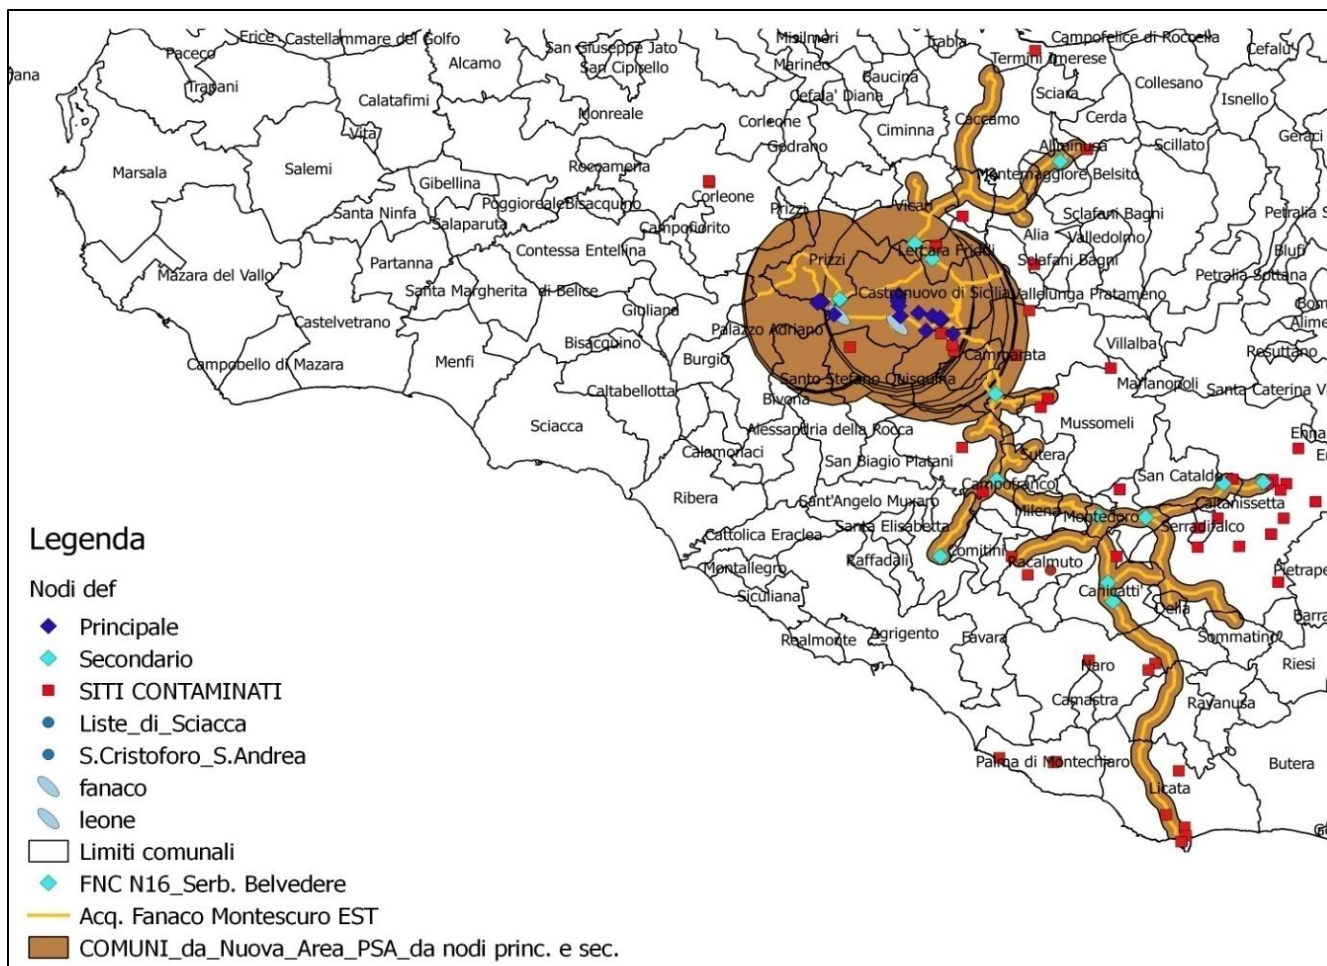 Erice
Castellammare del Golfo
Paceco
Trapani
Alcamo
San Giuseppe Jato
San Cipirello
Misilmeri
Marineo
Trabia
Baucina
Cefala' Diana
Termini Imerese
Campofelice di Roccella
Cefalu'
Collesano
Isnello
Sciara
Calatafimi
Monreale
Corleone
Godrano
Ciminna
Caccamo
Cerda
Geraci
Vita
Aliminusa
Scillato
Marsala
Salemi
Gibellina
Roccamena
Montemaggiore Belsito
Poggioreale
Bisacquino
Corleone
Prizzi
Vicari
Santa Ninfa
Salaparuta
Campofiorito
Sclafani Bagni
Petralia S
Contessa Entellina
Alia
Valledolmo
Blufi
Partanna
Prizzi
Lercara Friddi
Sclafani Bagni
Mazara del Vallo
Petralia Sottana
Santa Margherita di Belice
Castronuovo di Sicilia
Vallelunga Pratameno
Castelvetrano
Giuliana
Palazzo Adriano
Bisacquino
Villalba
Campobello di Mazara
Menfi
Burgio
Cammarata
Resuttano
Santo Stefano Quisquina
Marianopoli
Caltabellotta
Bivona
Sciacca
Alessandria della Rocca
Mussomeli
Calamonaci
San Biagio Platani
Sutera
San Cataldo
Ribera
Sant'Angelo Muxaro
Campofranco
Caltanissetta
Milena
Montedoro
Serradifalco
Santa Elisabetta
Cattolica Eraclea
Raffadali
Comitini
Racalmuto
Montallegro
Siciliana
Canicatti'
Delia
Realmonte
Agrigento
Favara
Sommatino
Riesi
Naro
Camastra
Ravanusa
Palma di Montechiaro
Licata
Butera
Legenda
Nodi def
Principale
Secondario
SITI CONTAMINATI
Liste_di_Sciacca
S.Cristoforo_S.Andrea
fanaco
leone
Limiti comunali
FNC N16_Serb. Belvedere
Acq. Fanaco Montescuro EST
COMUNI_da_Nuova_Area_PSA_da nodi princ. e sec.